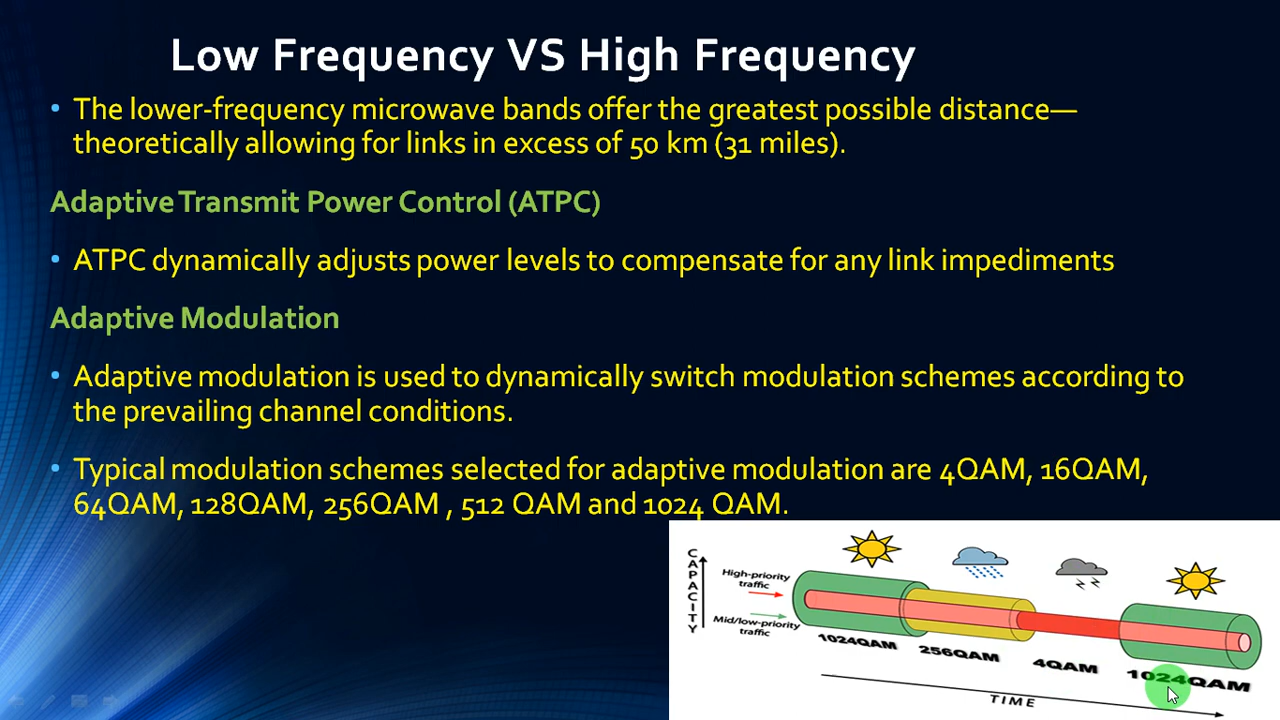 Low Frequency VS High Frequency
• The lower-frequency microwave bands offer the greatest possible distance—
theoretically allowing for links in excess of 50 km (31 miles).
Adaptive Transmit Power Control (ATPC)
• ATPC dynamically adjusts power levels to compensate for any link impediments
Adaptive Modulation
• Adaptive modulation is used to dynamically switch modulation schemes according to
the prevailing channel conditions.
• Typical modulation schemes selected for adaptive modulation are 4QAM, 16QAM,
64QAM, 128QAM, 256QAM , 512 QAM and 1024 QAM.
CAPACITY
High-priority
traffic
Mid/low-priority
traffic
1024QAM
256QAM
4QAM
1024QAM
TIME